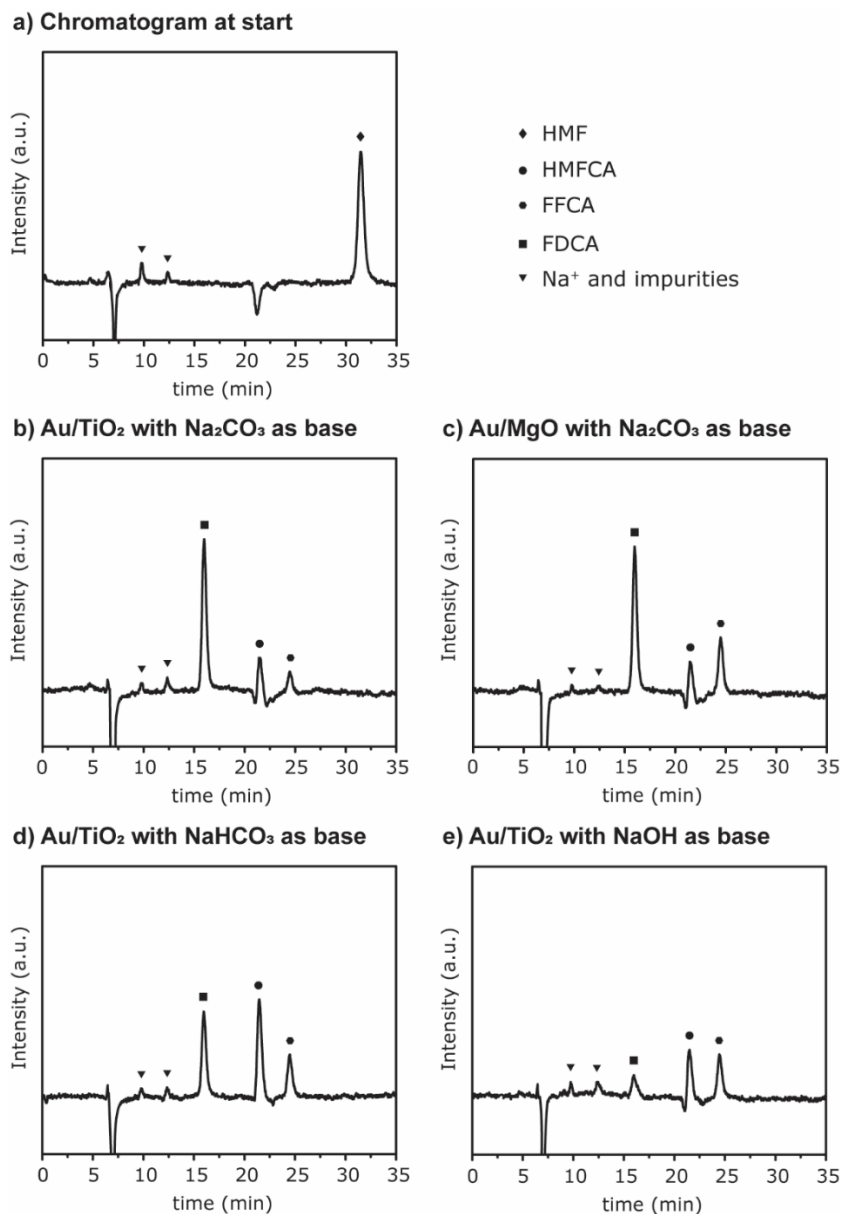 a) Chromatogram at start
Intensity (a.u.)
0 5 10 15 20 25 30 35
time (min)
HMF
HMFCA
FFCA
FDCA
Na⁺ and impurities
b) Au/TiO₂ with Na₂CO₃ as base
Intensity (a.u.)
0 5 10 15 20 25 30 35
time (min)
c) Au/MgO with Na₂CO₃ as base
Intensity (a.u.)
0 5 10 15 20 25 30 35
time (min)
d) Au/TiO₂ with NaHCO₃ as base
Intensity (a.u.)
0 5 10 15 20 25 30 35
time (min)
e) Au/TiO₂ with NaOH as base
Intensity (a.u.)
0 5 10 15 20 25 30 35
time (min)